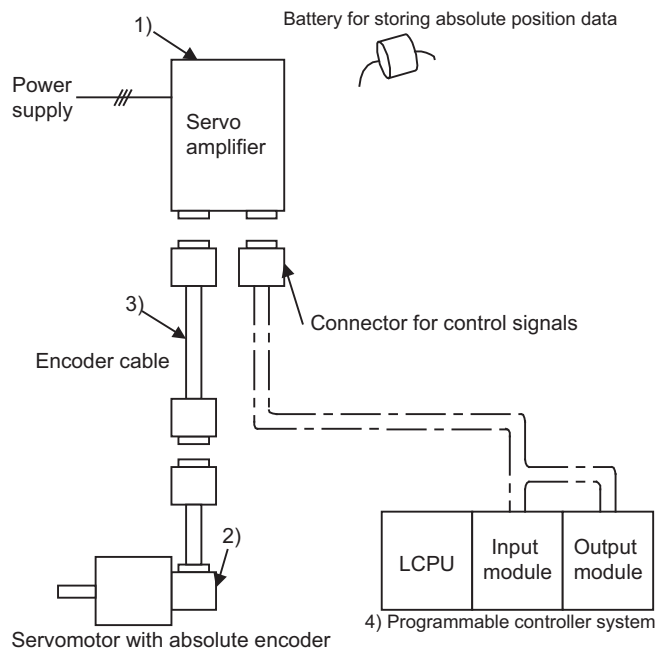 Battery for storing absolute position data
1)
Power
supply
Servo
amplifier
3)
Connector for control signals
Encoder cable
2)
LCPU
Input
module
Output
module
4) Programmable controller system
Servomotor with absolute encoder